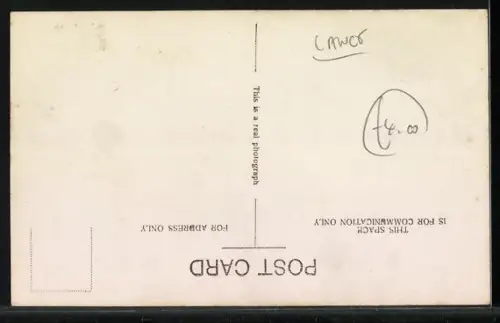 POST CARD
THIS SPACE
IS FOR COMMUNICATION ONLY
FOR ADDRESS ONLY
This is a real photograph
£4.00